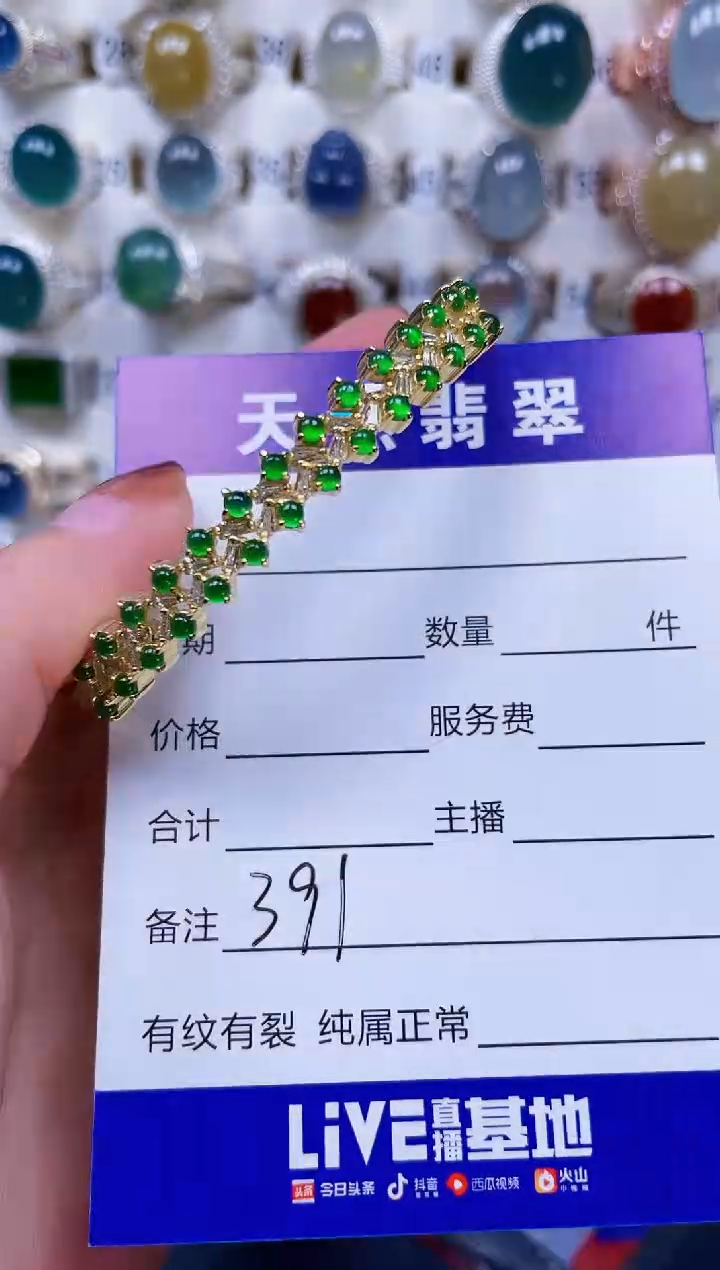 天 翡翠
期 数量 件
价格 服务费
合计 主播
备注 391
有纹有裂 纯属正常
LiVE直播基地
头条 今日头条 抖音 西瓜视频 火山